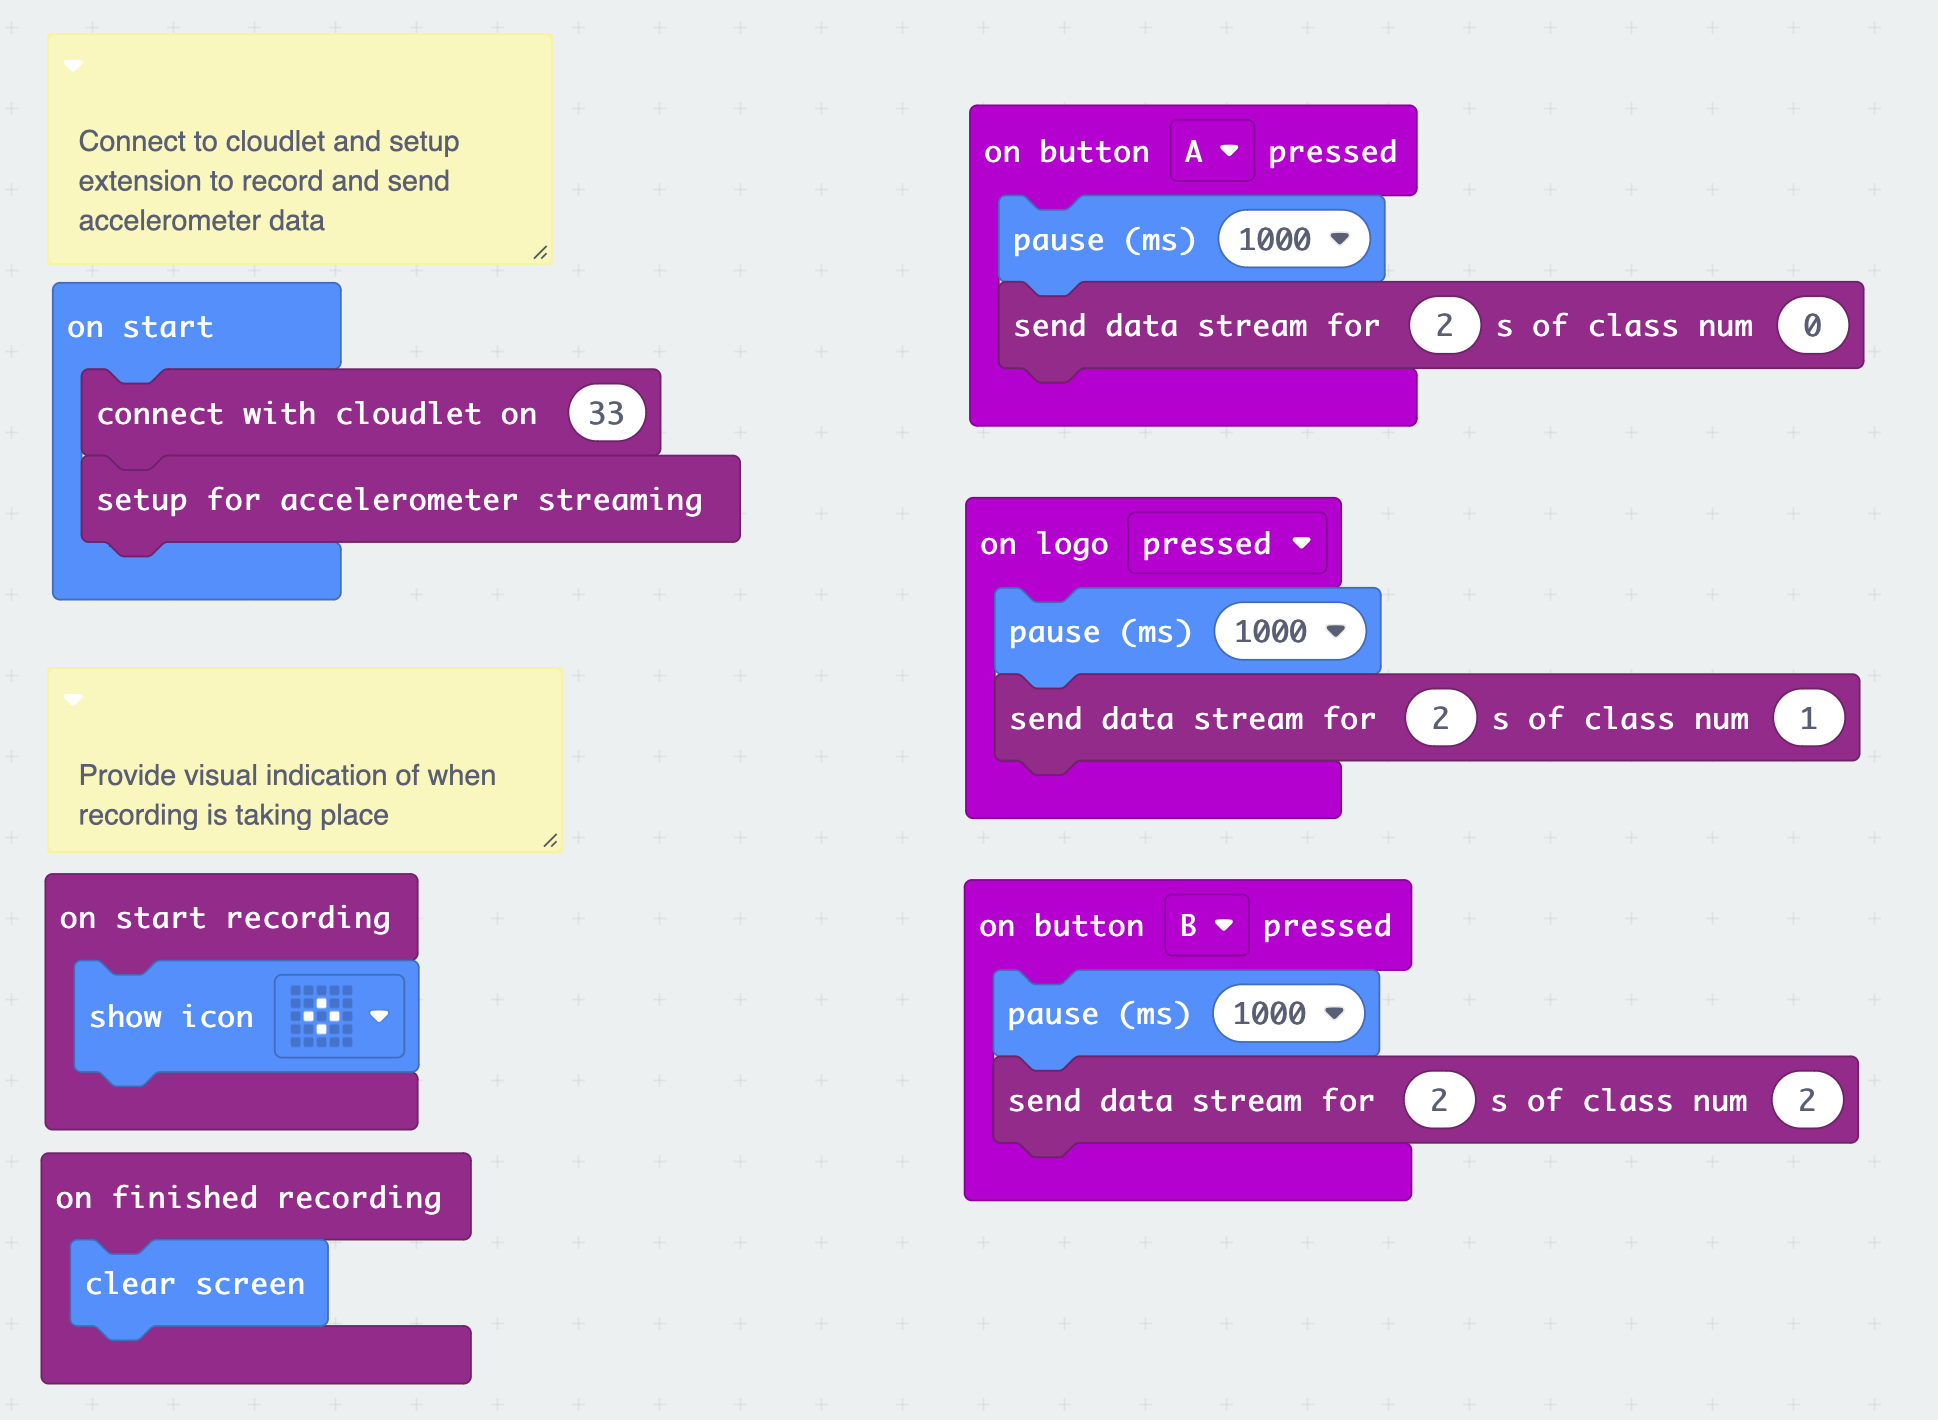 Connect to cloudlet and setup
extension to record and send
accelerometer data
on start
connect with cloudlet on 33
setup for accelerometer streaming
Provide visual indication of when
recording is taking place
on start recording
show icon
on finished recording
clear screen
on button A pressed
pause (ms) 1000
send data stream for 2 s of class num 0
on logo pressed
pause (ms) 1000
send data stream for 2 s of class num 1
on button B pressed
pause (ms) 1000
send data stream for 2 s of class num 2